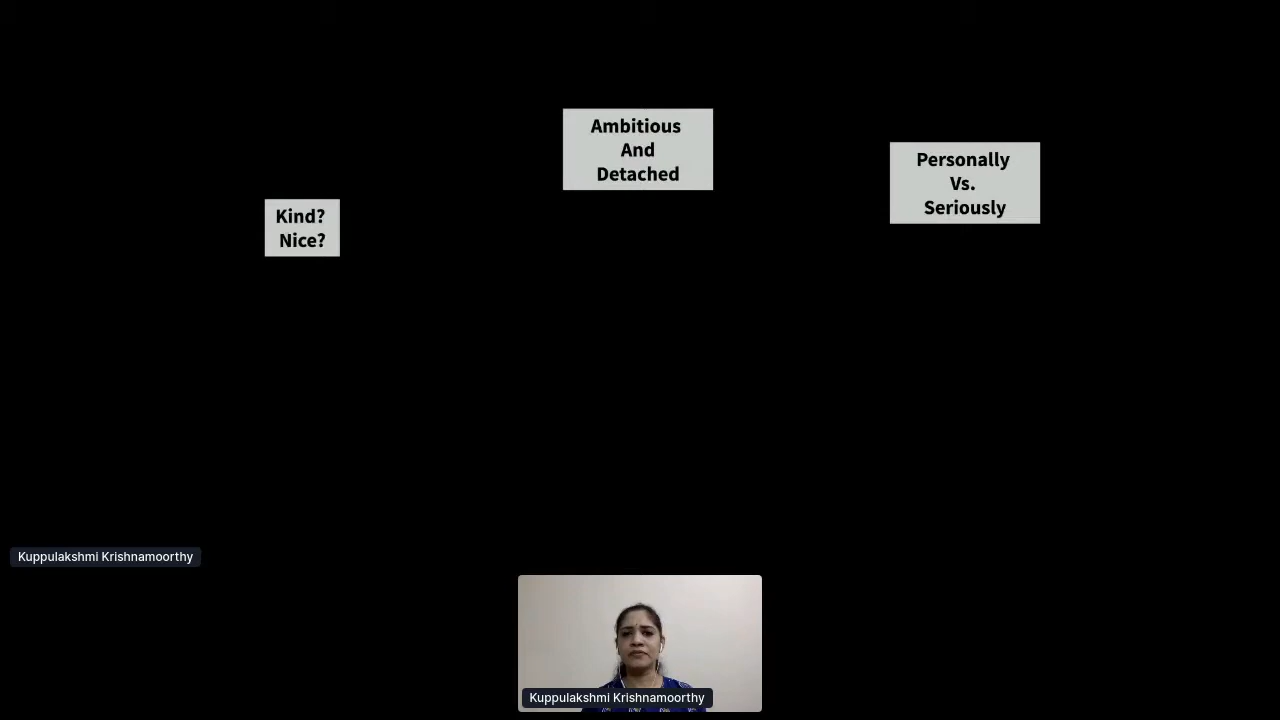 Ambitious
And
Detached
Personally
Vs.
Seriously
Kind?
Nice?
Kuppulakshmi Krishnamoorthy
Kuppulakshmi Krishnamoorthy